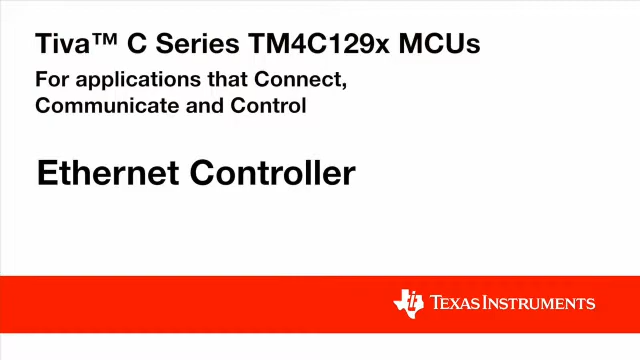 Tiva™ C Series TM4C129x MCUs
For applications that Connect,
Communicate and Control
Ethernet Controller
TEXAS INSTRUMENTS